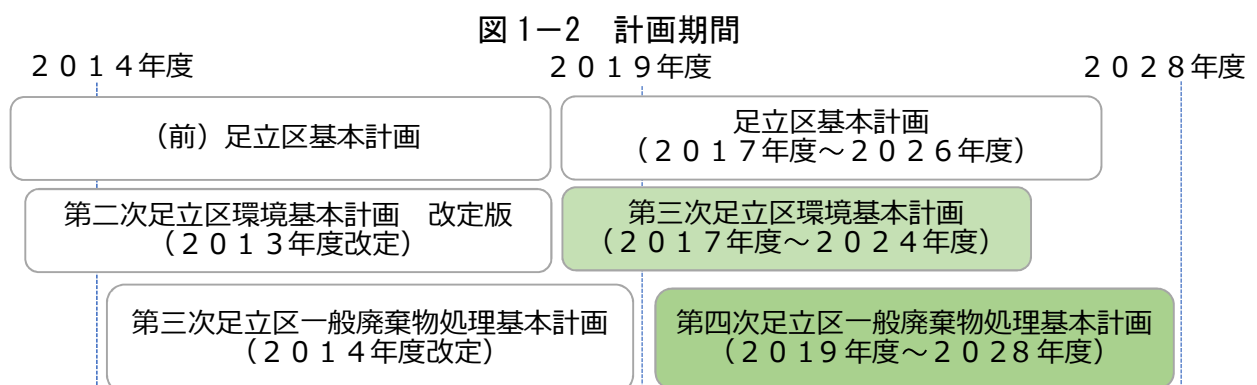 図１－２　計画期間
２０１４年度
２０１９年度
２０２８年度
（前）足立区基本計画
足立区基本計画
（２０１７年度～２０２６年度）
第二次足立区環境基本計画　改定版
（２０１３年度改定）
第三次足立区環境基本計画
（２０１７年度～２０２４年度）
第三次足立区一般廃棄物処理基本計画
（２０１４年度改定）
第四次足立区一般廃棄物処理基本計画
（２０１９年度～２０２８年度）